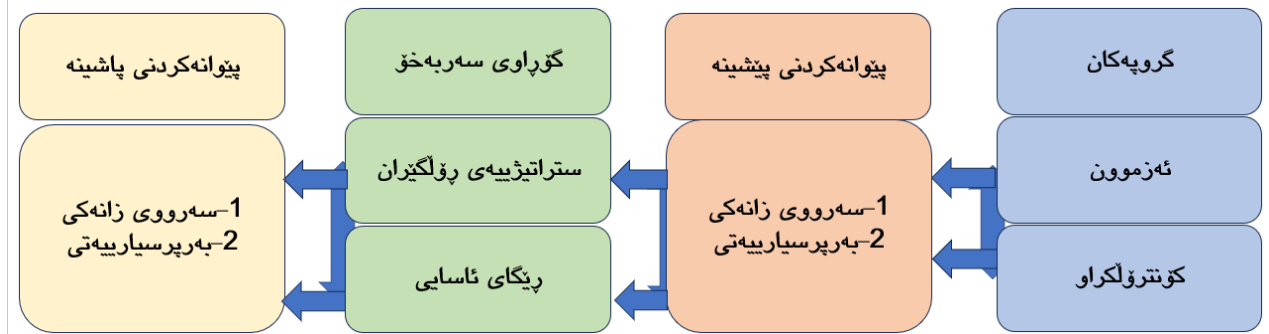 گروپەکان
پێوانەکردنی پێشینە
گۆڕاوی سەربەخۆ
پێوانەکردنی پاشینە
ئەزموون
کۆنترۆڵکراو
1-سەرووی زانەکی
2-بەرپرسیارییەتی
ستراتیژییەی ڕۆڵگێران
ڕێگای ئاسایی
1-سەرووی زانەکی
2-بەرپرسیارییەتی